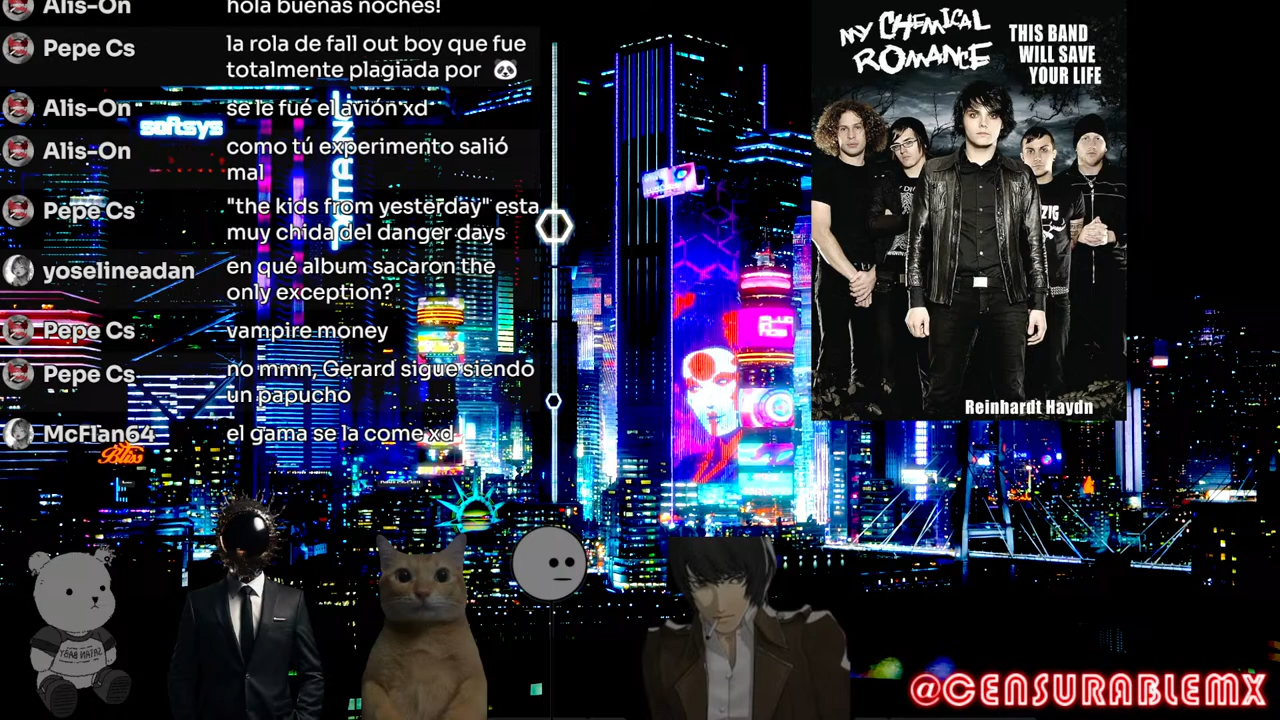 Alis-On
hola buenas noches!
Pepe Cs
la rola de fall out boy que fue
totalmente plagiada por 🐼
Alis-On
se le fué el avión xd
Alis-On
como tú experimento salió
mal
Pepe Cs
"the kids from yesterday" esta
muy chida del danger days
yoselineadan
en qué album sacaron the
only exception?
Pepe Cs
vampire money
Pepe Cs
no mmn, Gerard sigue siendo
un papucho
McFlan64
el gama se la come xd
softsys
MY CHEMICAL
ROMANCE
THIS BAND
WILL SAVE
YOUR LIFE
Reinhardt Haydn
@CENSURABLEMX